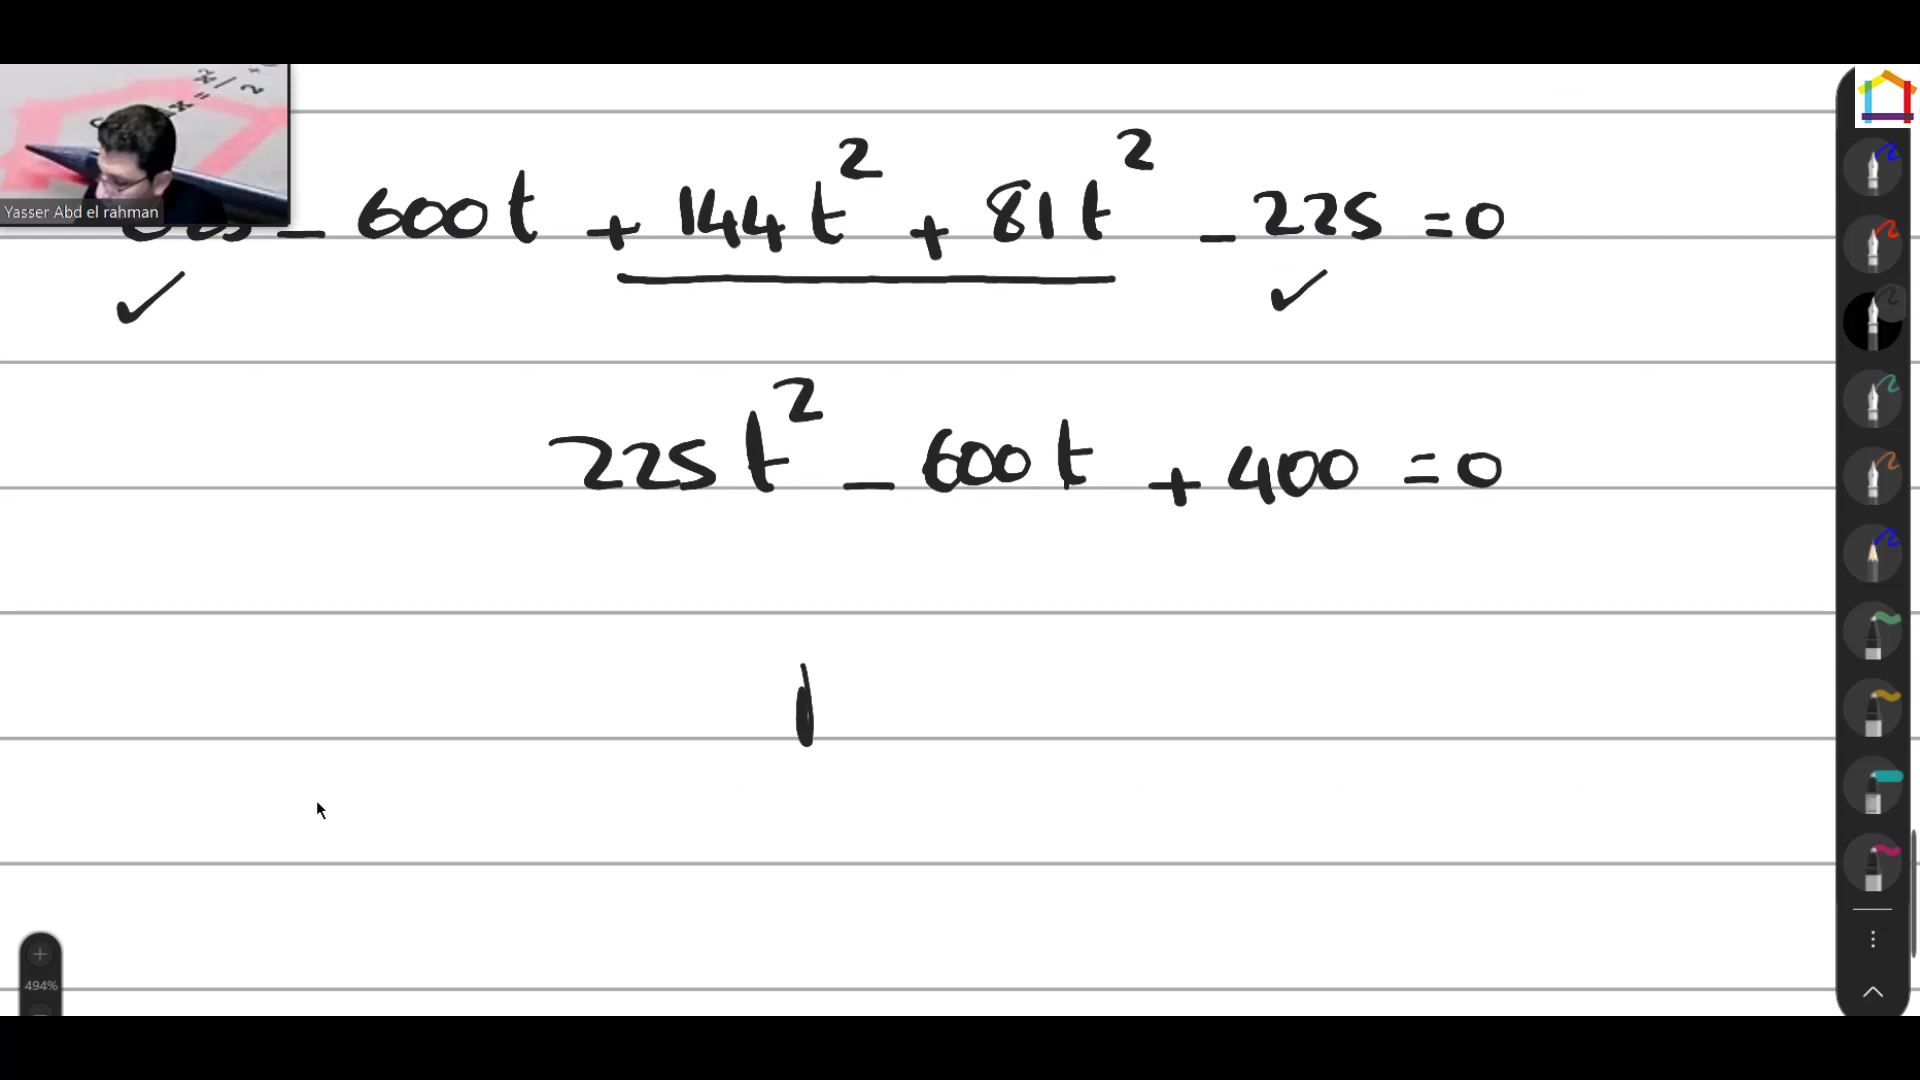 Yasser Abd el rahman
- 600t + 144t² + 81t² - 225 = 0
225t² - 600t + 400 = 0
494%